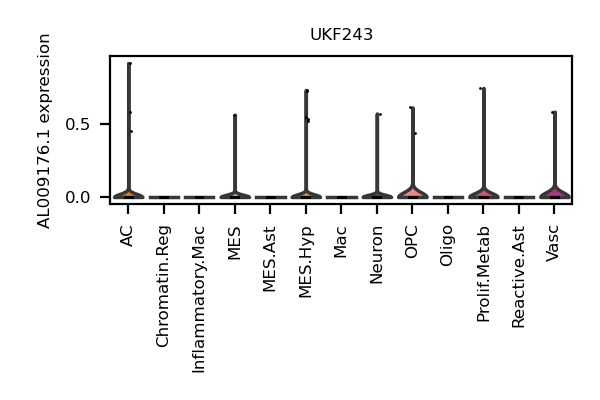 UKF243
AL009176.1 expression
0.5
0.0
AC
Chromatin.Reg
Inflammatory.Mac
MES
MES.Ast
MES.Hyp
Mac
Neuron
OPC
Oligo
Prolif.Metab
Reactive.Ast
Vasc